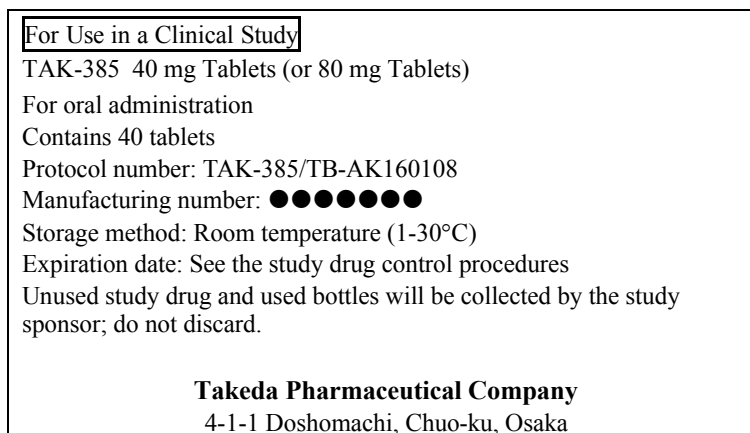 For Use in a Clinical Study
TAK-385  40 mg Tablets (or 80 mg Tablets)
For oral administration
Contains 40 tablets
Protocol number: TAK-385/TB-AK160108
Manufacturing number: ●●●●●●●
Storage method: Room temperature (1-30°C)
Expiration date: See the study drug control procedures
Unused study drug and used bottles will be collected by the study
sponsor; do not discard.
Takeda Pharmaceutical Company
4-1-1 Doshomachi, Chuo-ku, Osaka